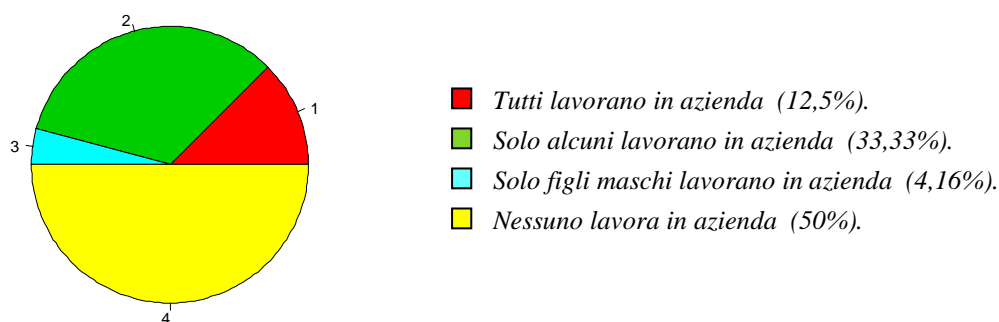 2
1
3
4
Tutti lavorano in azienda (12,5%).
Solo alcuni lavorano in azienda (33,33%).
Solo figli maschi lavorano in azienda (4,16%).
Nessuno lavora in azienda (50%).